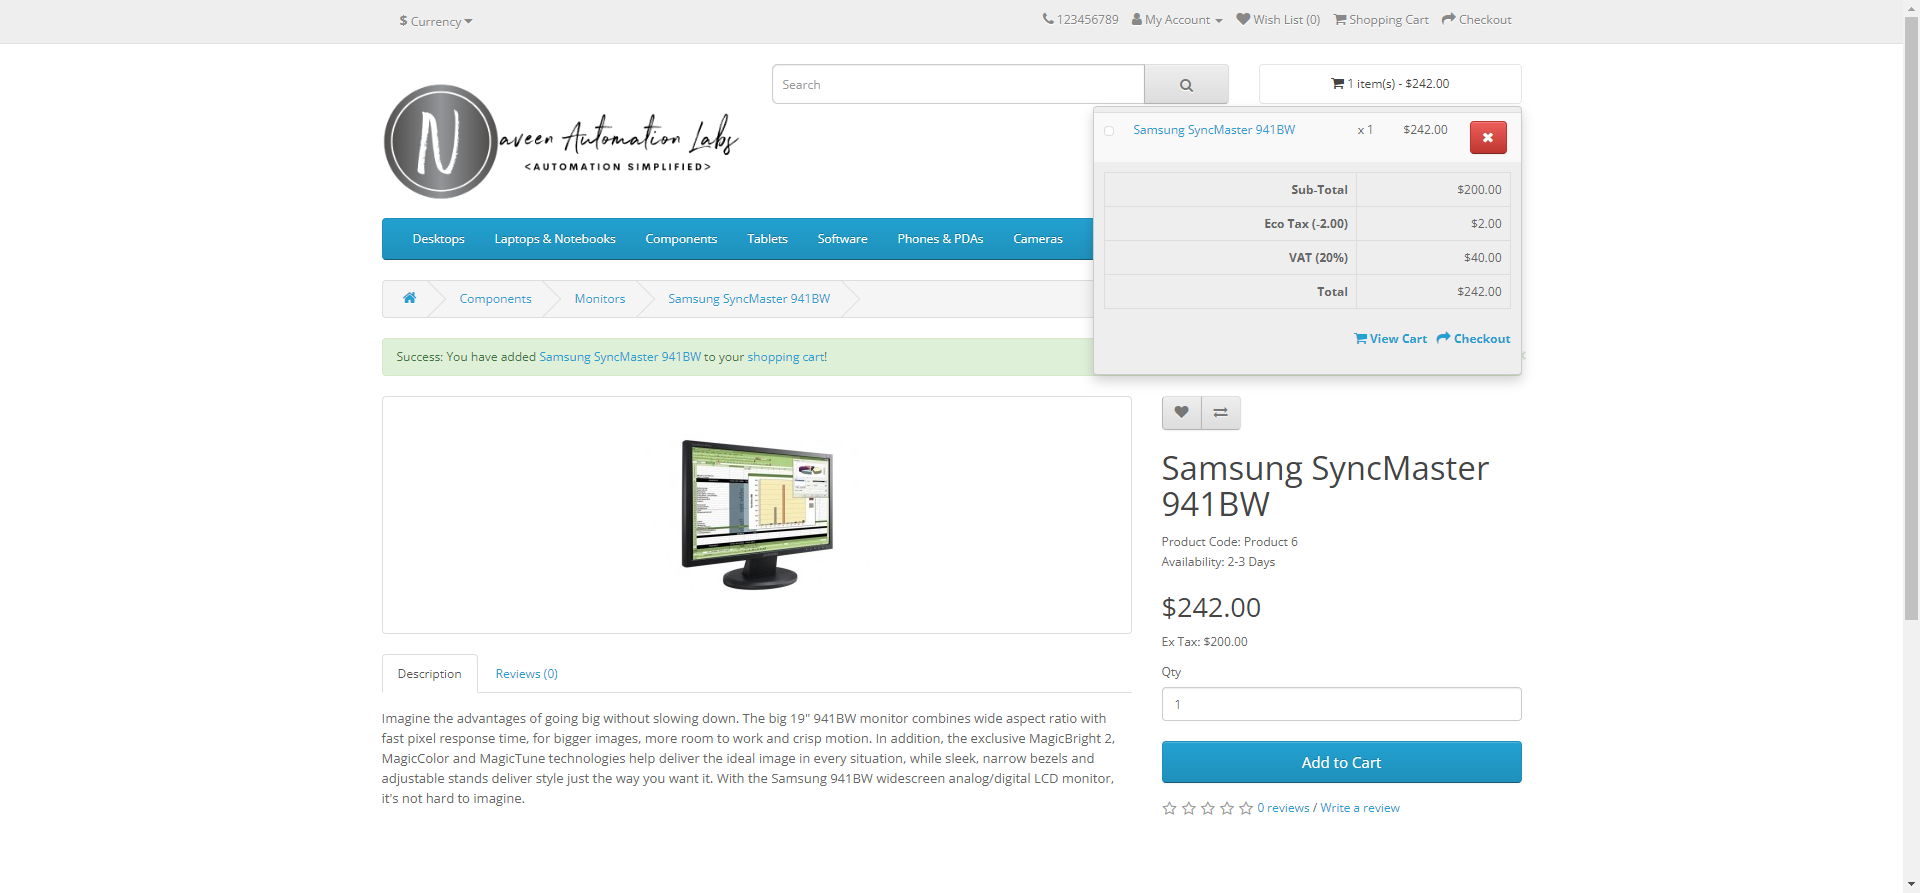 $ Currency
123456789 My Account Wish List (0) Shopping Cart Checkout
Search
1 item(s) - $242.00
Naveen Automation Labs
<AUTOMATION SIMPLIFIED>
Samsung SyncMaster 941BW x 1 $242.00
Sub-Total $200.00
Eco Tax (-2.00) $2.00
VAT (20%) $40.00
Total $242.00
View Cart Checkout
Desktops Laptops & Notebooks Components Tablets Software Phones & PDAs Cameras
Components Monitors Samsung SyncMaster 941BW
Success: You have added Samsung SyncMaster 941BW to your shopping cart!
Samsung SyncMaster
941BW
Product Code: Product 6
Availability: 2-3 Days
$242.00
Ex Tax: $200.00
Qty
1
Add to Cart
0 reviews / Write a review
Description Reviews (0)
Imagine the advantages of going big without slowing down. The big 19" 941BW monitor combines wide aspect ratio with
fast pixel response time, for bigger images, more room to work and crisp motion. In addition, the exclusive MagicBright 2,
MagicColor and MagicTune technologies help deliver the ideal image in every situation, while sleek, narrow bezels and
adjustable stands deliver style just the way you want it. With the Samsung 941BW widescreen analog/digital LCD monitor,
it's not hard to imagine.